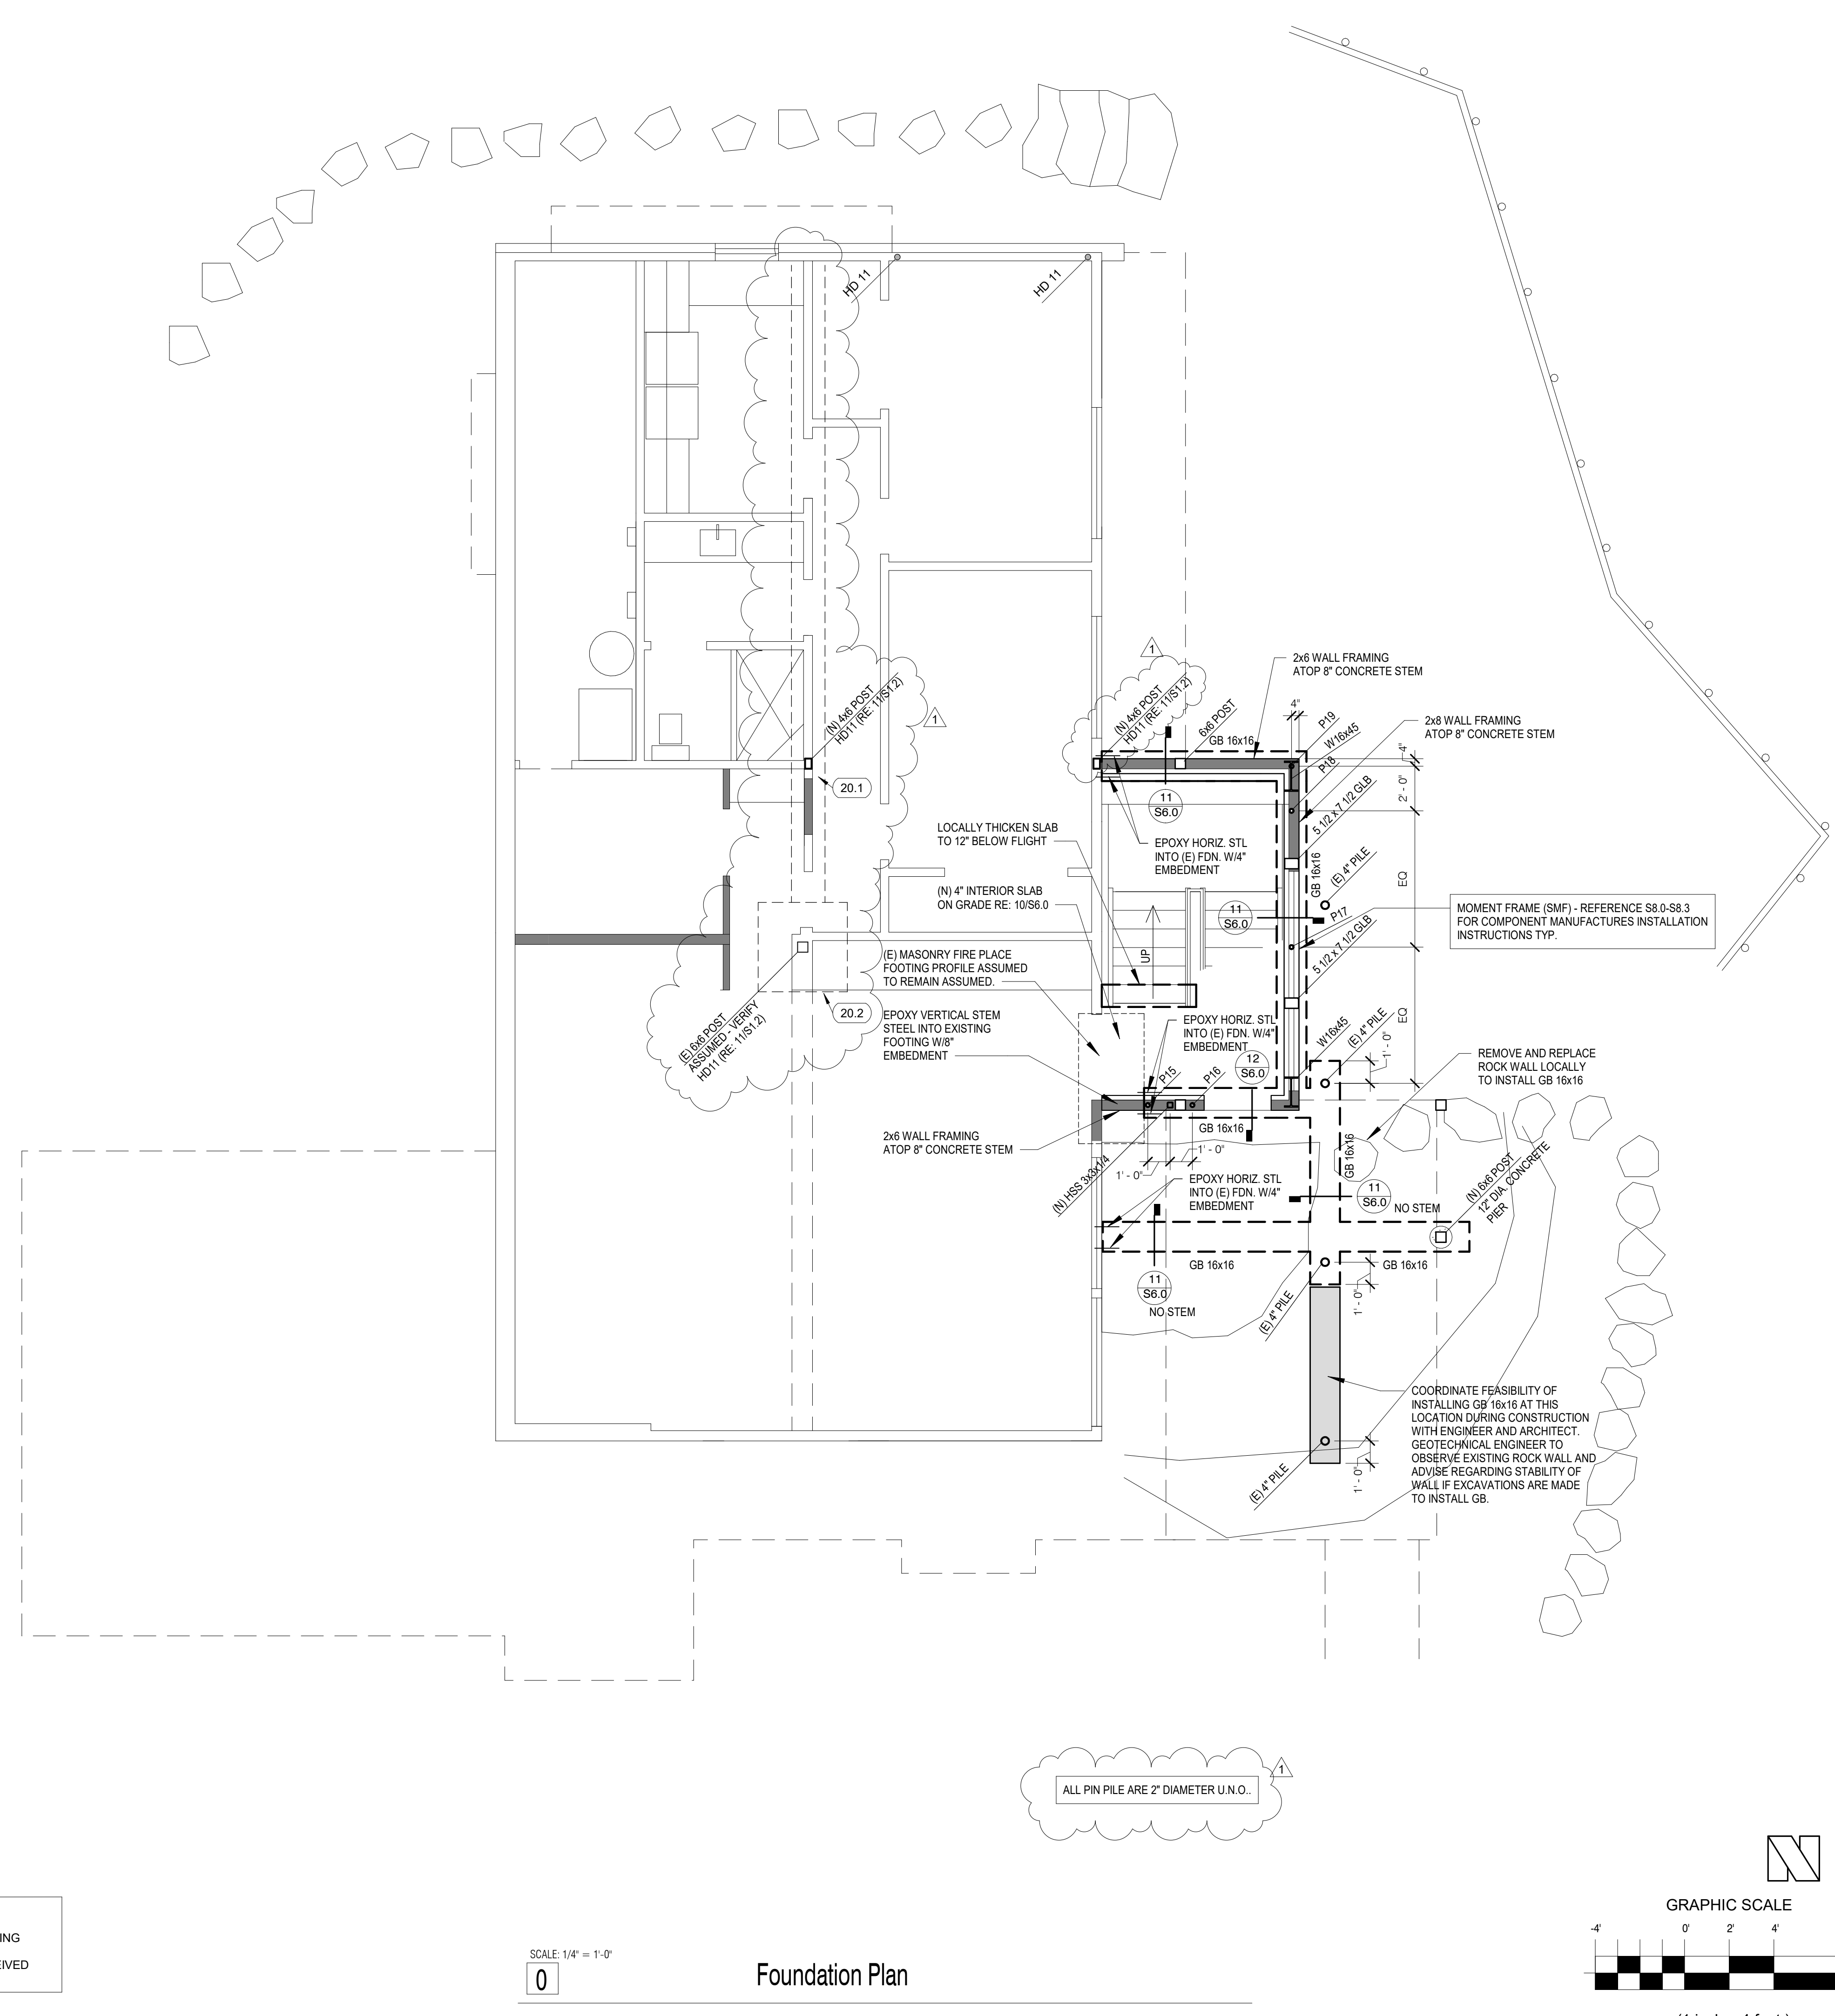 HD 11
HD 11
1
2x6 WALL FRAMING
ATOP 8" CONCRETE STEM
(N) 4x6 POST
HD11 (RE: 11/S1.2)
1
(N) 4x6 POST
HD11 (RE: 11/S1.2)
6x6 POST
GB 16x16
4"
P19
W16x45
P18
2x8 WALL FRAMING
ATOP 8" CONCRETE STEM
4"
2' - 0"
5 1/2 x 7 1/2 GLB
20.1
11
S6.0
LOCALLY THICKEN SLAB
TO 12" BELOW FLIGHT
EPOXY HORIZ. STL
INTO (E) FDN. W/4"
EMBEDMENT
GB 16x16
(E) 4" PILE
EQ
(N) 4" INTERIOR SLAB
ON GRADE RE: 10/S6.0
11
S6.0
P17
5 1/2 x 7 1/2 GLB
MOMENT FRAME (SMF) - REFERENCE S8.0-S8.3
FOR COMPONENT MANUFACTURES INSTALLATION
INSTRUCTIONS TYP.
UP
(E) MASONRY FIRE PLACE
FOOTING PROFILE ASSUMED
TO REMAIN ASSUMED.
20.2
(E) 6x6 POST
ASSUMED - VERIFY
HD11 (RE: 11/S1.2)
EPOXY VERTICAL STEM
STEEL INTO EXISTING
FOOTING W/8"
EMBEDMENT
EPOXY HORIZ. STL
INTO (E) FDN. W/4"
EMBEDMENT
EQ
W16x45
(E) 4" PILE
1' - 0"
12
S6.0
P15
P16
REMOVE AND REPLACE
ROCK WALL LOCALLY
TO INSTALL GB 16x16
2x6 WALL FRAMING
ATOP 8" CONCRETE STEM
GB 16x16
GB 16x16
1' - 0"
1' - 0"
(N) HSS 3x3x1/4
EPOXY HORIZ. STL
INTO (E) FDN. W/4"
EMBEDMENT
11
S6.0
NO STEM
(N) 6x6 POST
12" DIA. CONCRETE
PIER
GB 16x16
GB 16x16
11
S6.0
NO STEM
(E) 4" PILE
1' - 0"
COORDINATE FEASIBILITY OF
INSTALLING GB 16x16 AT THIS
LOCATION DURING CONSTRUCTION
WITH ENGINEER AND ARCHITECT.
GEOTECHNICAL ENGINEER TO
OBSERVE EXISTING ROCK WALL AND
ADVISE REGARDING STABILITY OF
WALL IF EXCAVATIONS ARE MADE
TO INSTALL GB.
(E) 4" PILE
1' - 0"
ALL PIN PILE ARE 2" DIAMETER U.N.O..
1
N
GRAPHIC SCALE
-4' 0' 2' 4'
SCALE: 1/4" = 1'-0"
0
Foundation Plan